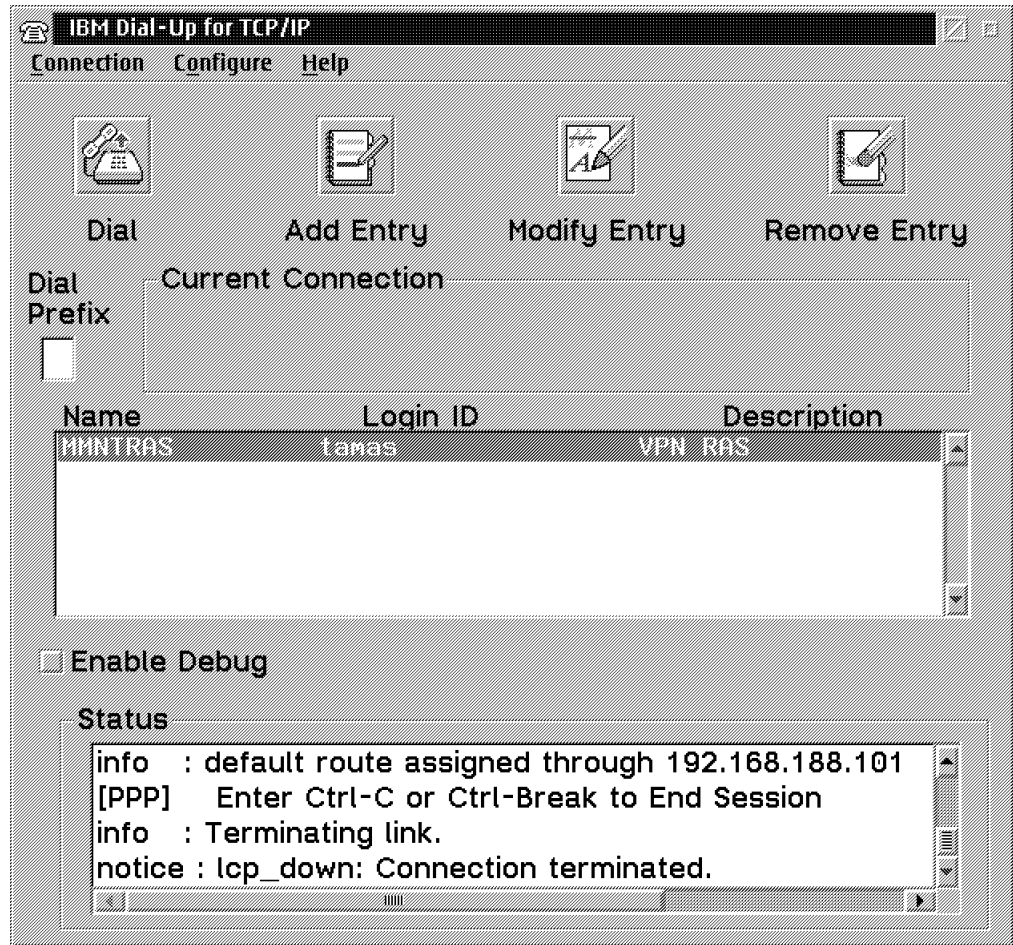 IBM Dial-Up for TCP/IP
Connection Configure Help
Dial Add Entry Modify Entry Remove Entry
Dial Prefix
Current Connection
Name Login ID Description
MMNTRAS tamas VPN RAS
Enable Debug
Status
info : default route assigned through 192.168.188.101
[PPP] Enter Ctrl-C or Ctrl-Break to End Session
info : Terminating link.
notice : lcp_down: Connection terminated.